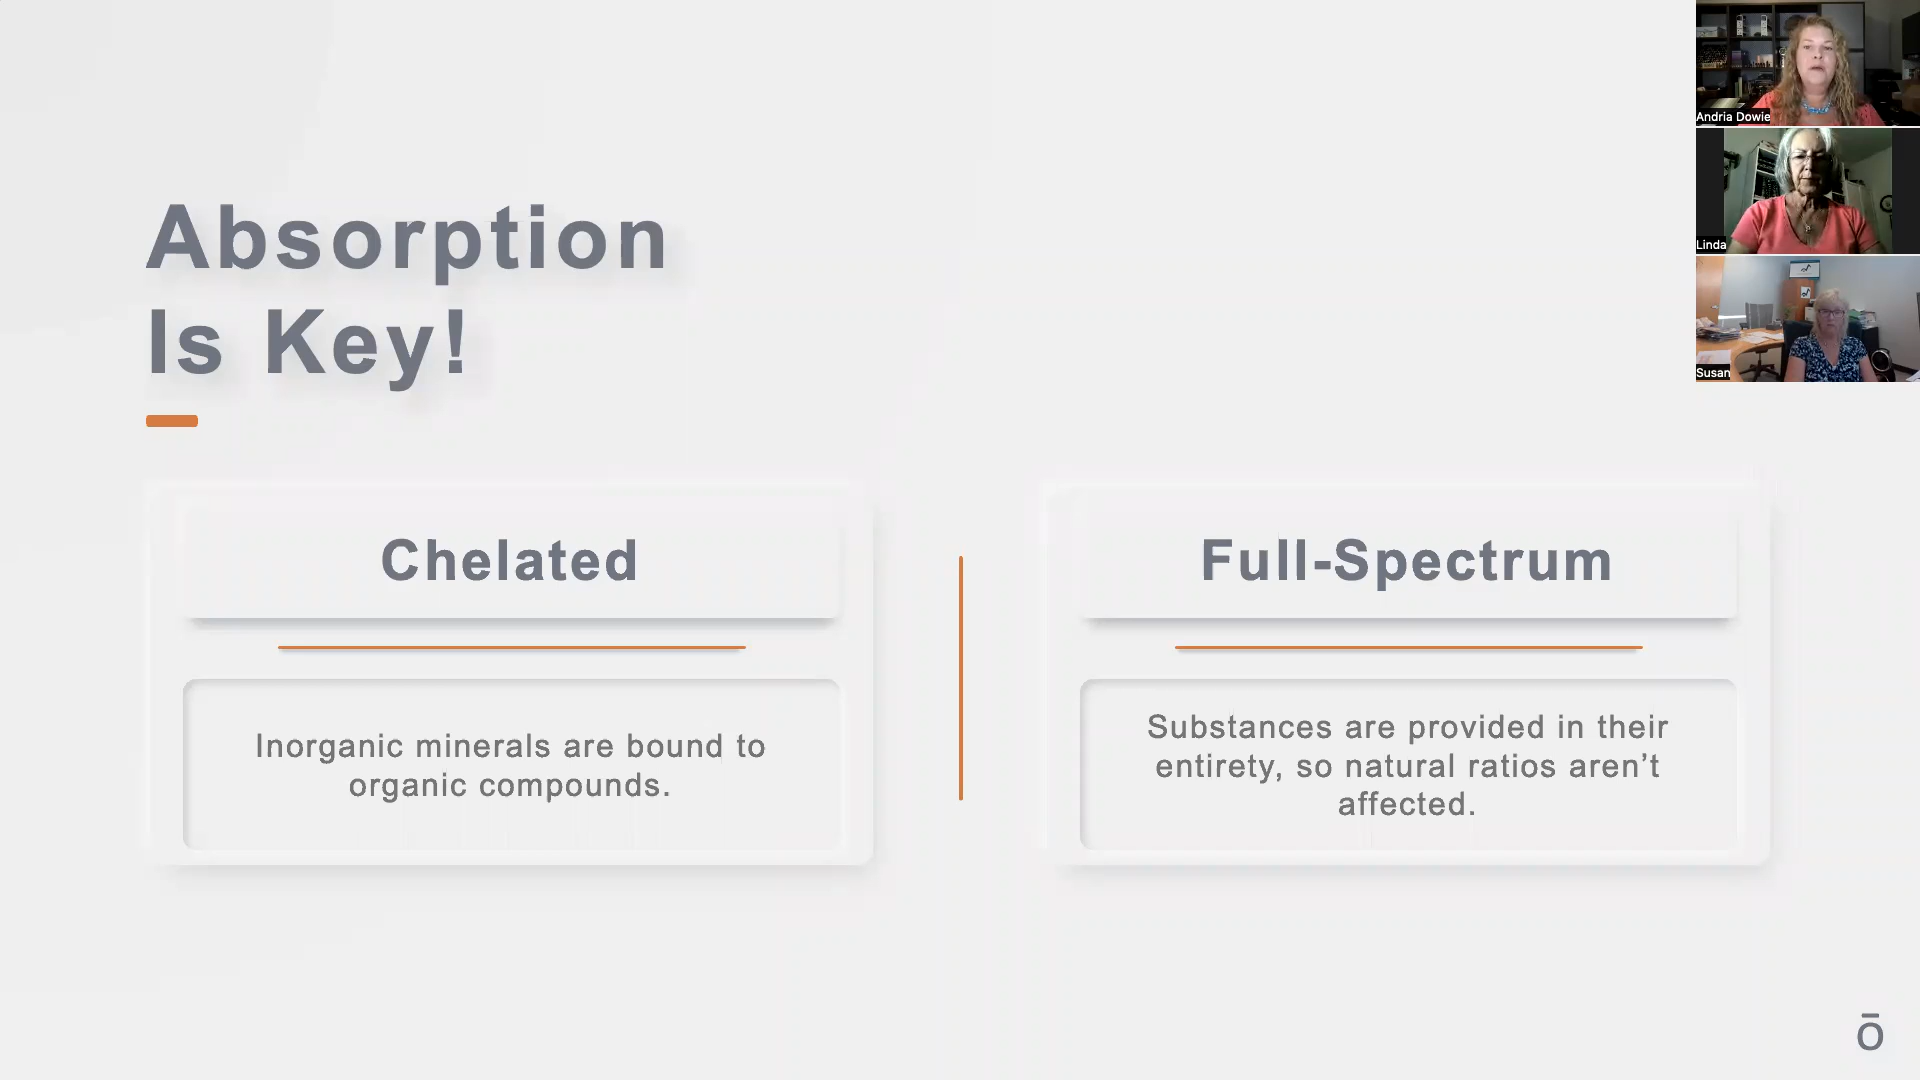 Absorption
Is Key!
Chelated
Inorganic minerals are bound to
organic compounds.
Full-Spectrum
Substances are provided in their
entirety, so natural ratios aren’t
affected.
Andria Dowie
Linda
Susan
ō